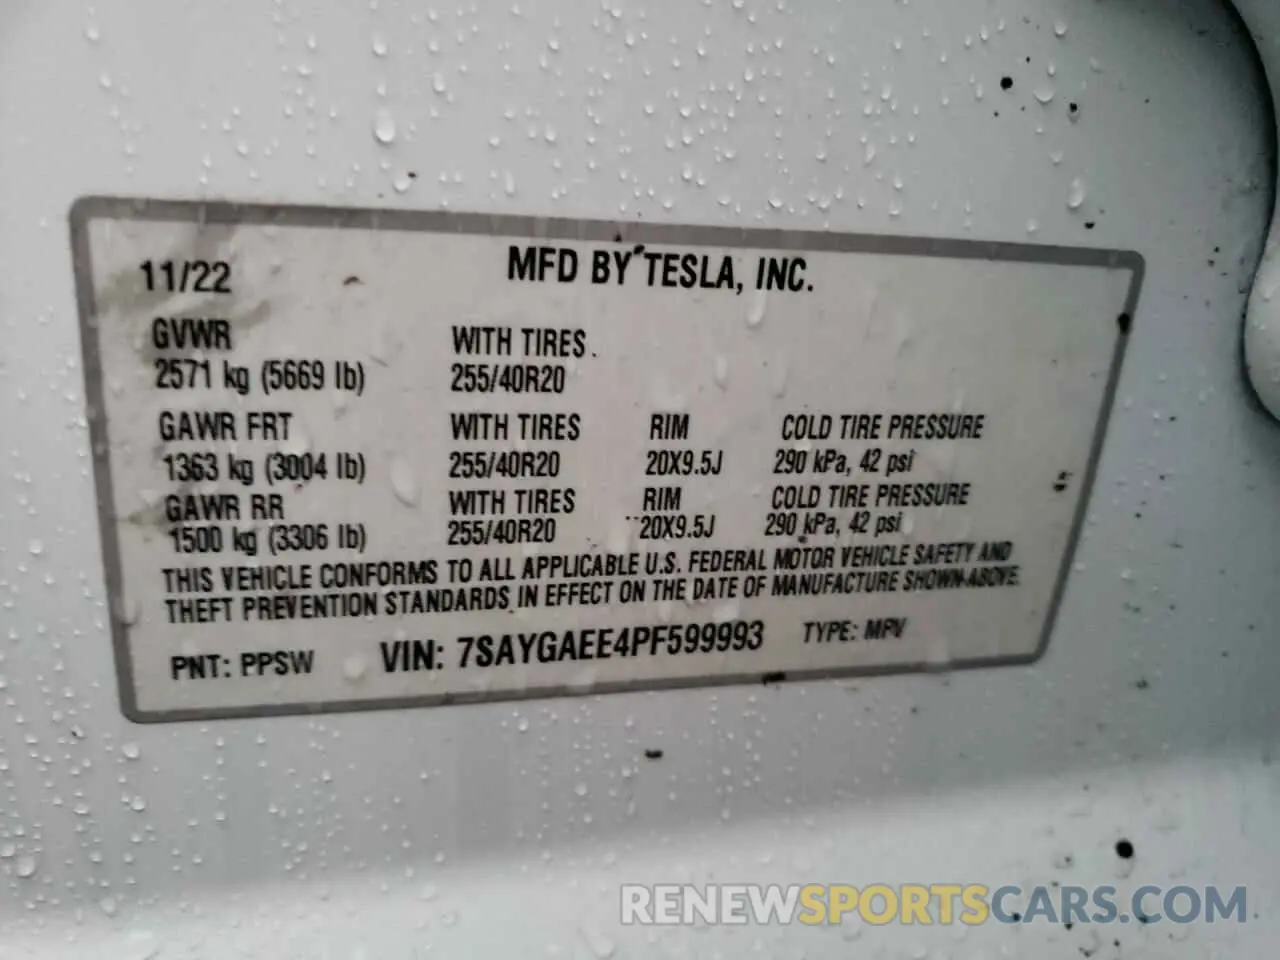 11/22 MFD BY TESLA, INC.
GVWR WITH TIRES
2571 kg (5669 lb) 255/40R20
GAWR FRT WITH TIRES RIM COLD TIRE PRESSURE
1363 kg (3004 lb) 255/40R20 20X9.5J 290 kPa, 42 psi
GAWR RR WITH TIRES RIM COLD TIRE PRESSURE
1500 kg (3306 lb) 255/40R20 20X9.5J 290 kPa, 42 psi
THIS VEHICLE CONFORMS TO ALL APPLICABLE U.S. FEDERAL MOTOR VEHICLE SAFETY AND
THEFT PREVENTION STANDARDS IN EFFECT ON THE DATE OF MANUFACTURE SHOWN ABOVE.
PNT: PPSW VIN: 7SAYGAEE4PF599993 TYPE: MPV
RENEWSPORTSCARS.COM